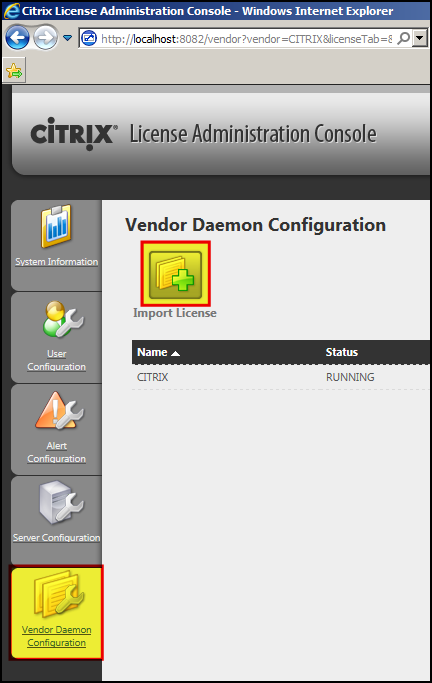 Citrix License Administration Console - Windows Internet Explorer
http://localhost:8082/vendor?vendor=CITRIX&licenseTab=
CITRIX® License Administration Console
System Information
User
Configuration
Alert
Configuration
Server Configuration
Vendor Daemon
Configuration
Vendor Daemon Configuration
Import License
Name Status
CITRIX RUNNING